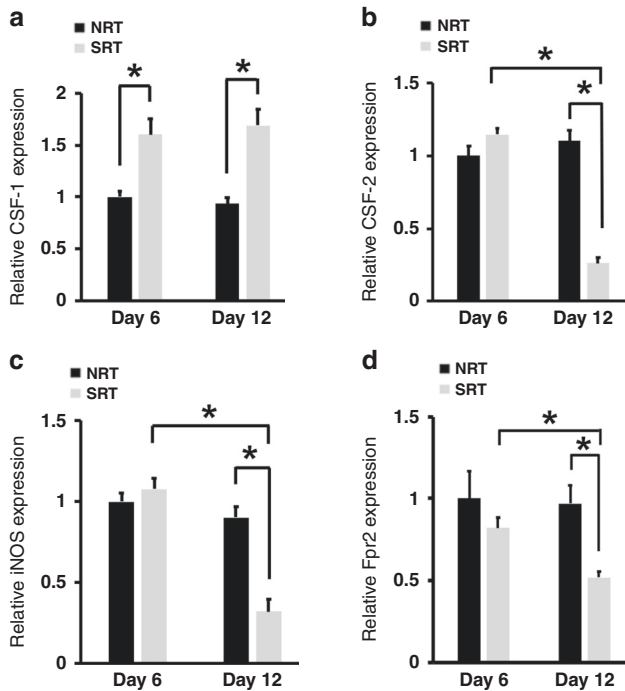 a
NRT
SRT
Relative CSF-1 expression
2
1.5
1
0.5
0
*
*
Day 6
Day 12
b
NRT
SRT
Relative CSF-2 expression
1.5
1
0.5
0
*
*
Day 6
Day 12
c
NRT
SRT
Relative iNOS expression
1.5
1
0.5
0
*
*
Day 6
Day 12
d
NRT
SRT
Relative Fpr2 expression
1.5
1
0.5
0
*
*
Day 6
Day 12